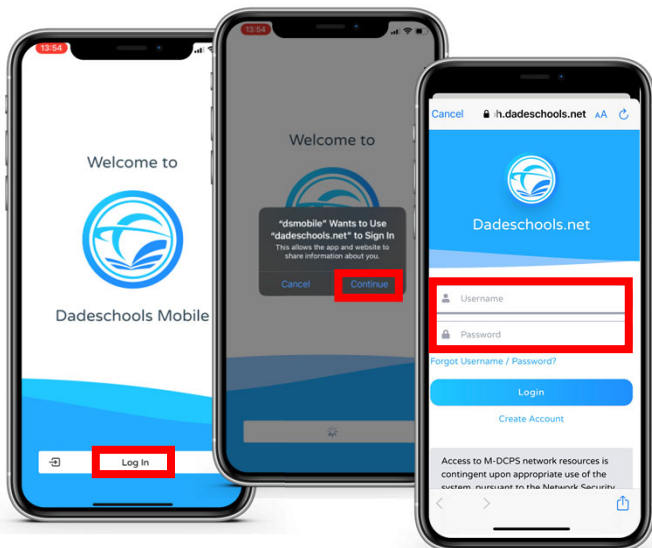 13:54
Welcome to
Dadeschools Mobile
Log In
13:54
Welcome to
"dsmobile" Wants to Use
"dadeschools.net" to Sign In
This allows the app and website to
share information about you.
Cancel
Continue
Cancel
h.dadeschools.net
AA
Dadeschools.net
Username
Password
Forgot Username / Password?
Login
Create Account
Access to M-DCPS network resources is
contingent upon appropriate use of the
system, pursuant to the Network Security